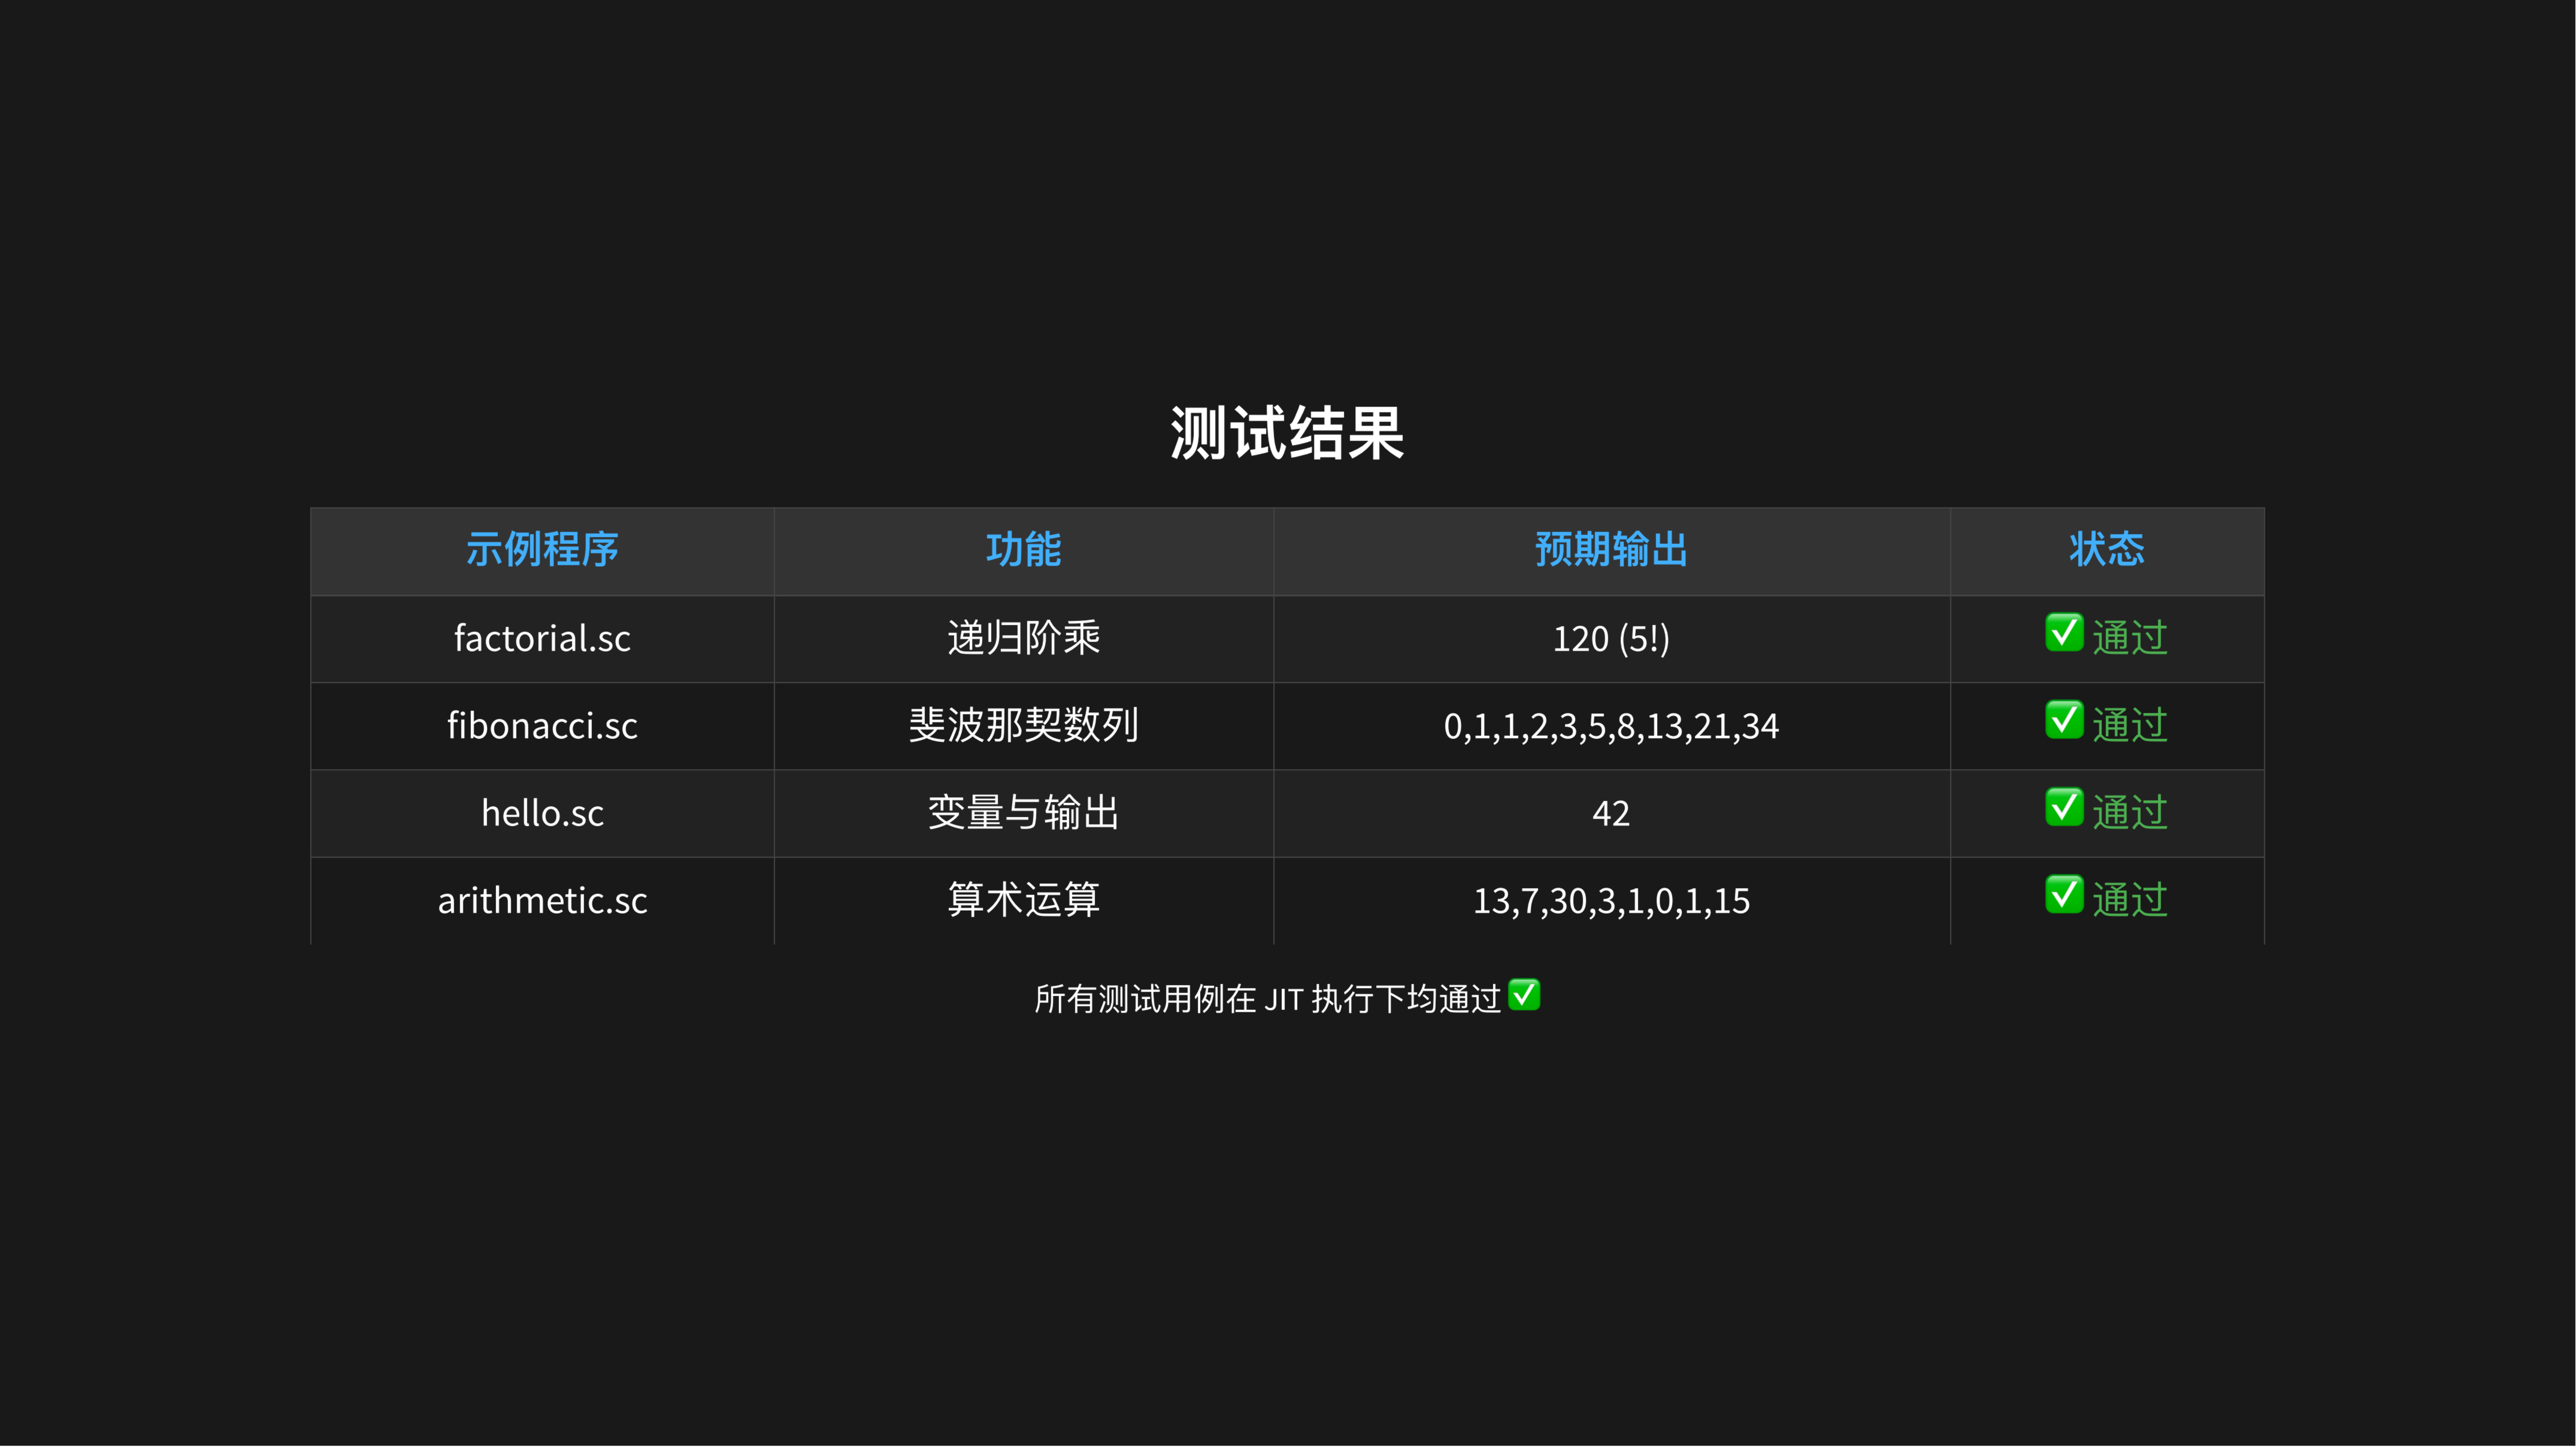 测试结果
示例程序 功能 预期输出 状态
factorial.sc 递归阶乘 120 (5!) ✅ 通过
fibonacci.sc 斐波那契数列 0,1,1,2,3,5,8,13,21,34 ✅ 通过
hello.sc 变量与输出 42 ✅ 通过
arithmetic.sc 算术运算 13,7,30,3,1,0,1,15 ✅ 通过
所有测试用例在 JIT 执行下均通过 ✅